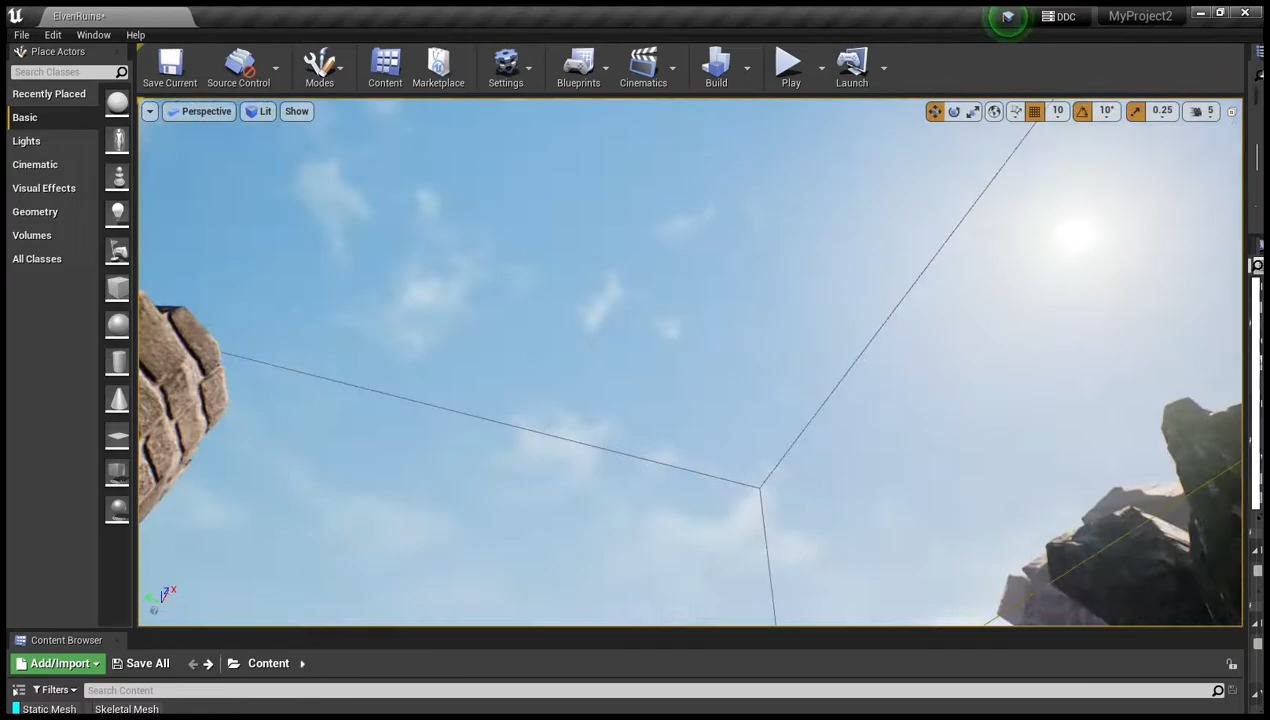 ElvenRuins*
DDC
MyProject2
File Edit Window Help
Place Actors
Search Classes
Recently Placed
Basic
Lights
Cinematic
Visual Effects
Geometry
Volumes
All Classes
Save Current Source Control Modes Content Marketplace Settings Blueprints Cinematics Build Play Launch
Perspective Lit Show
10 10° 0.25 5
Z X
Content Browser
Add/Import Save All Content
Filters Search Content
Static Mesh Skeletal Mesh